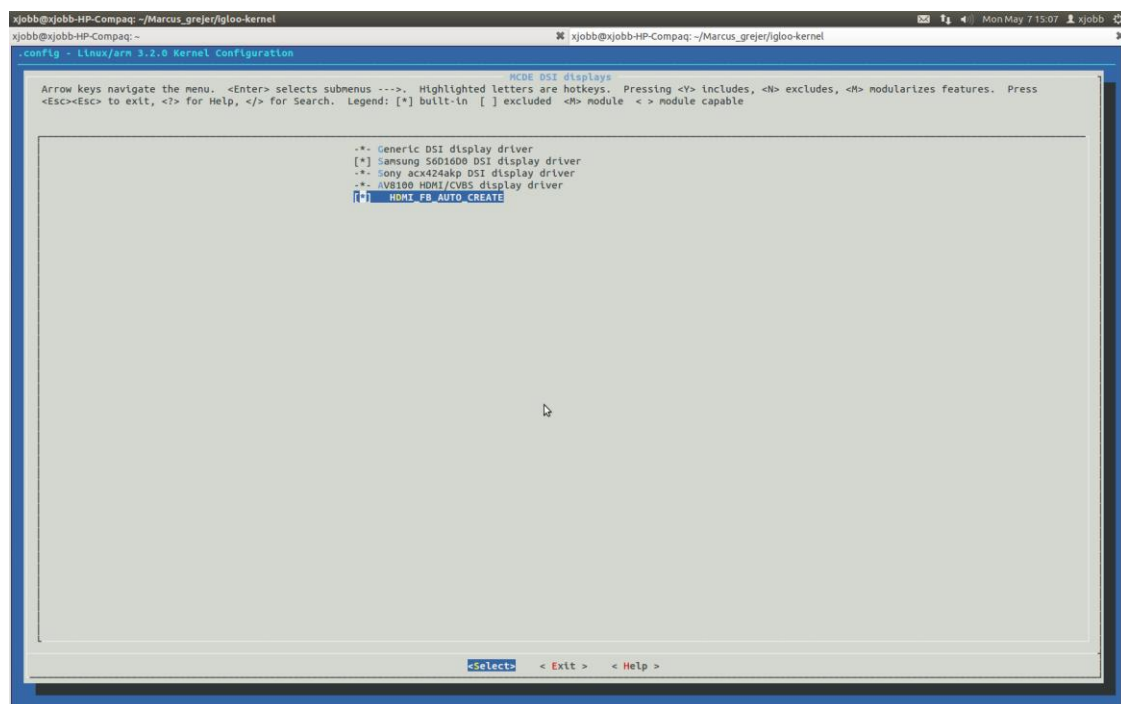 xjobb@xjobb-HP-Compaq: ~/Marcus_grejer/igloo-kernel
Mon May 7 15:07 xjobb
xjobb@xjobb-HP-Compaq: ~
xjobb@xjobb-HP-Compaq: ~/Marcus_grejer/igloo-kernel
.config - Linux/arm 3.2.0 Kernel Configuration
MCDE DSI displays
Arrow keys navigate the menu. <Enter> selects submenus --->. Highlighted letters are hotkeys. Pressing <Y> includes, <N> excludes, <M> modularizes features. Press
<Esc><Esc> to exit, <?> for Help, </> for Search. Legend: [*] built-in [ ] excluded <M> module < > module capable
-*- Generic DSI display driver
[*] Samsung S6D16D0 DSI display driver
-*- Sony acx424akp DSI display driver
-*- AV8100 HDMI/CVBS display driver
[*] HDMI_FB_AUTO_CREATE
<Select> < Exit > < Help >